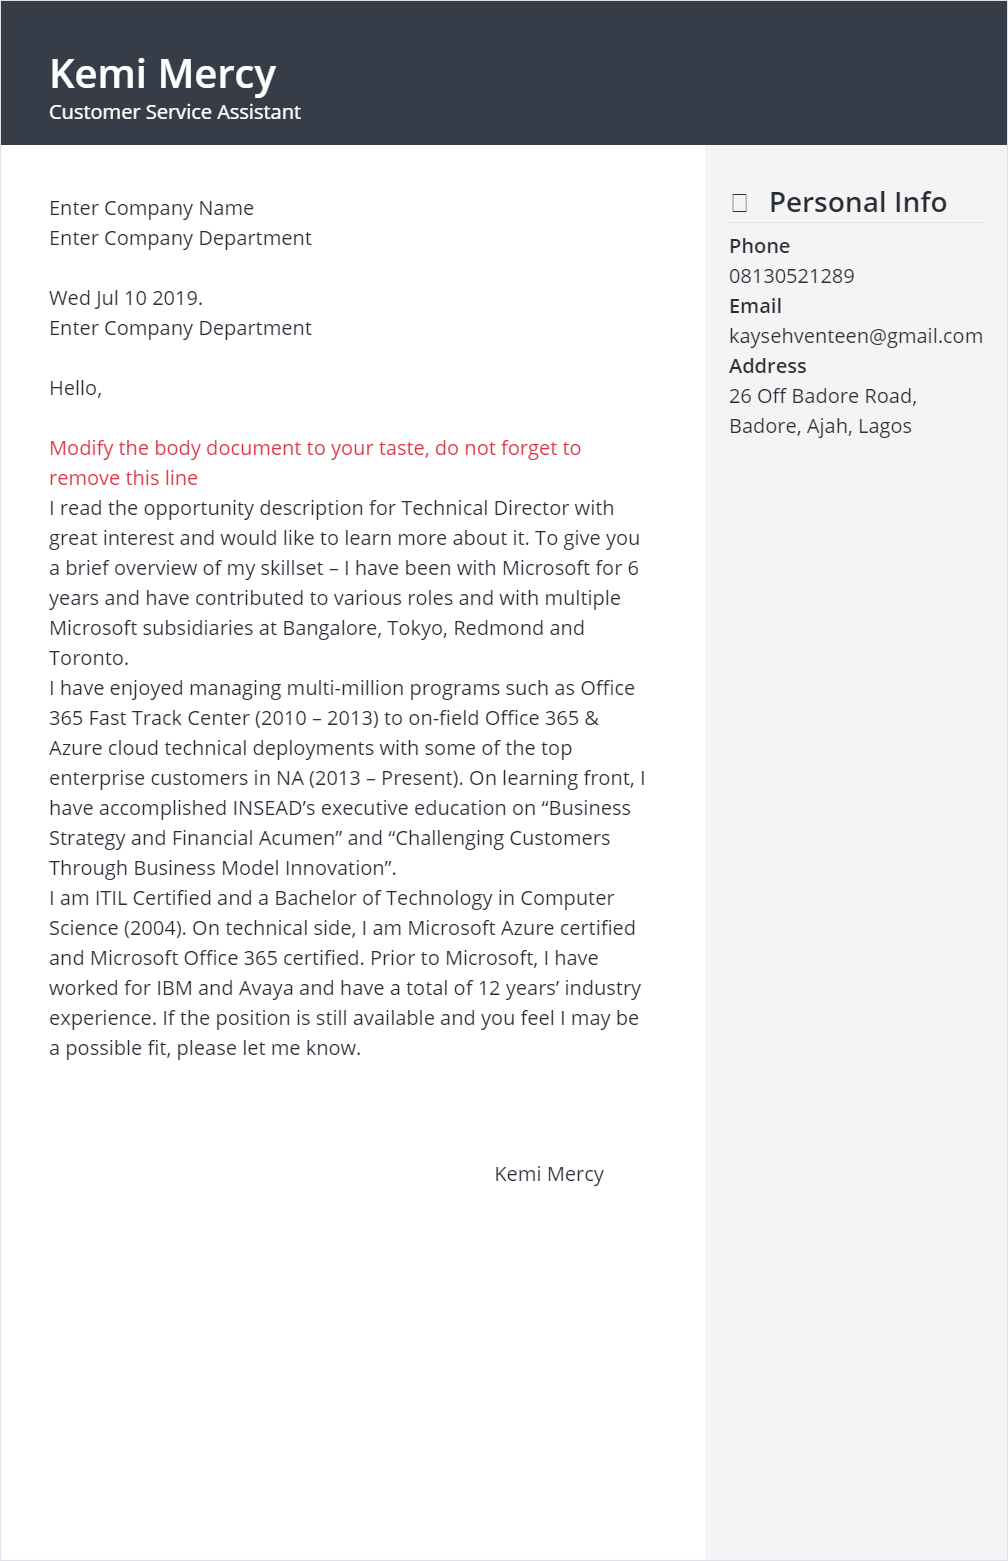 Kemi Mercy
Customer Service Assistant
Enter Company Name
Enter Company Department
Wed Jul 10 2019.
Enter Company Department
Hello,
Modify the body document to your taste, do not forget to
remove this line
I read the opportunity description for Technical Director with
great interest and would like to learn more about it. To give you
a brief overview of my skillset – I have been with Microsoft for 6
years and have contributed to various roles and with multiple
Microsoft subsidiaries at Bangalore, Tokyo, Redmond and
Toronto.
I have enjoyed managing multi-million programs such as Office
365 Fast Track Center (2010 – 2013) to on-field Office 365 &
Azure cloud technical deployments with some of the top
enterprise customers in NA (2013 – Present). On learning front, I
have accomplished INSEAD’s executive education on “Business
Strategy and Financial Acumen” and “Challenging Customers
Through Business Model Innovation”.
I am ITIL Certified and a Bachelor of Technology in Computer
Science (2004). On technical side, I am Microsoft Azure certified
and Microsoft Office 365 certified. Prior to Microsoft, I have
worked for IBM and Avaya and have a total of 12 years’ industry
experience. If the position is still available and you feel I may be
a possible fit, please let me know.
Kemi Mercy
Personal Info
Phone
08130521289
Email
kaysehventeen@gmail.com
Address
26 Off Badore Road,
Badore, Ajah, Lagos